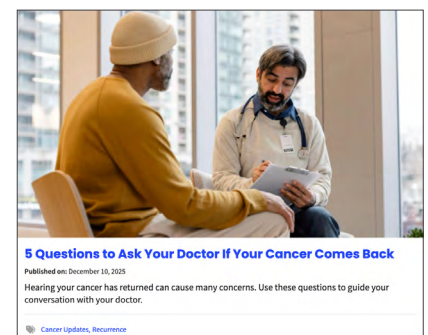 5 Questions to Ask Your Doctor If Your Cancer Comes Back
Published on: December 10, 2025
Hearing your cancer has returned can cause many concerns. Use these questions to guide your
conversation with your doctor.
Cancer Updates, Recurrence